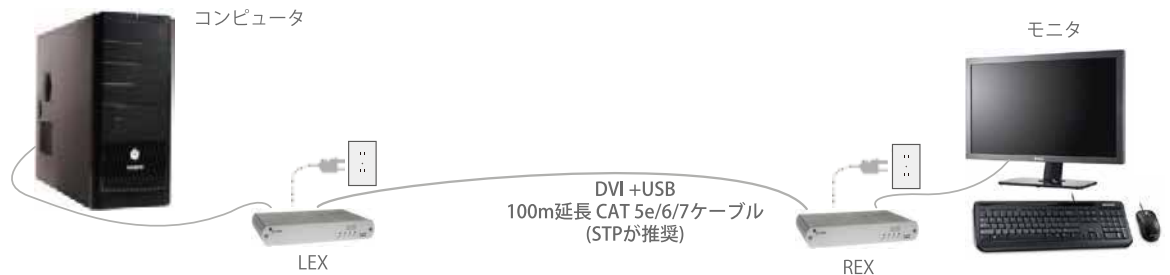 コンピュータ
モニタ
DVI +USB
100m延長 CAT 5e/6/7ケーブル
(STPが推奨)
LEX
REX